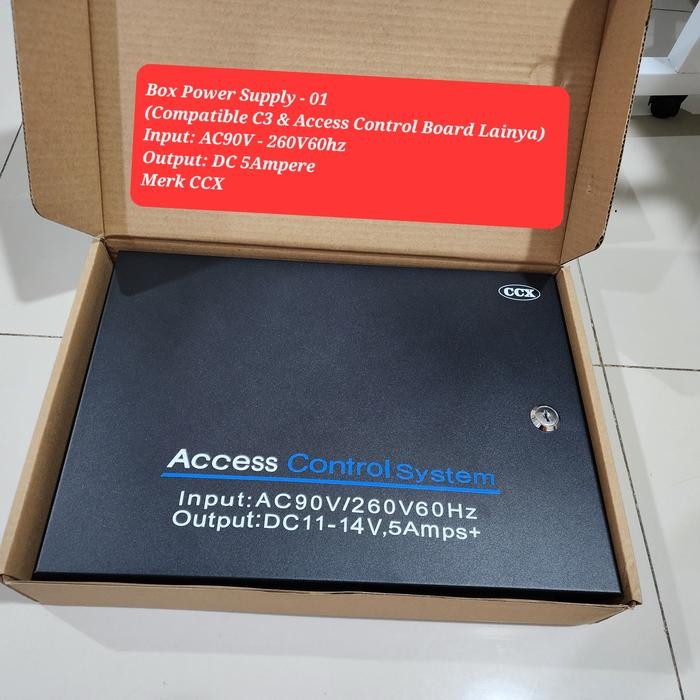 Box Power Supply - 01
(Compatible C3 & Access Control Board Lainya)
Input: AC90V - 260V60hz
Output: DC 5Ampere
Merk CCX
CCX
Access Control System
Input:AC90V/260V60Hz
Output:DC11-14V,5Amps+